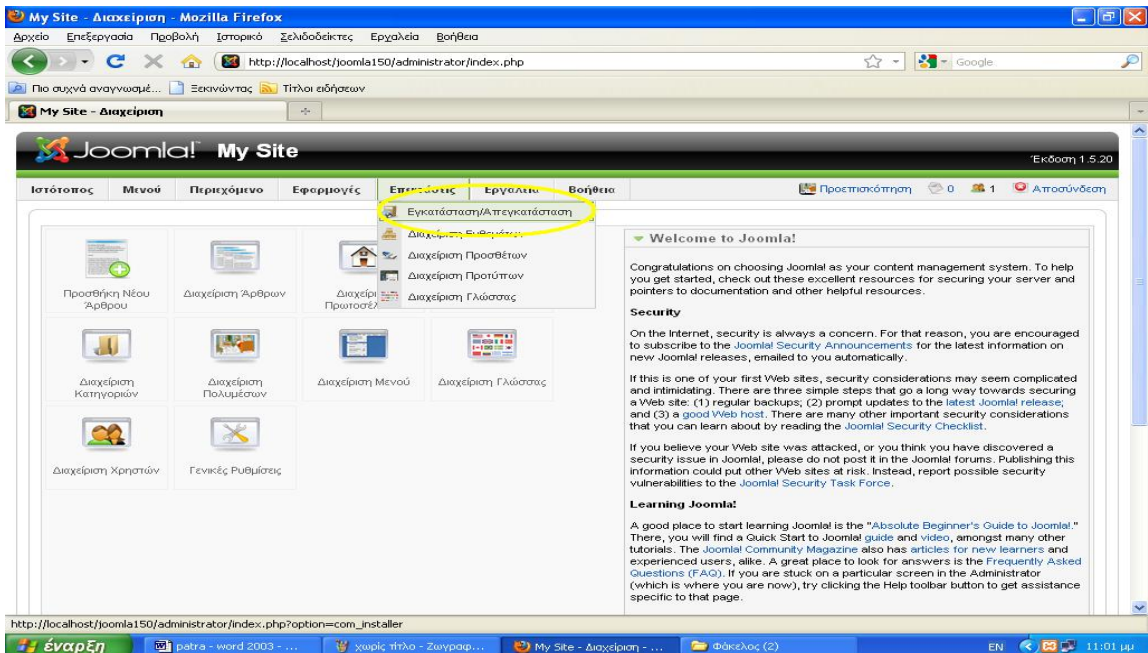 My Site - Διαχείριση - Mozilla Firefox
Αρχείο Επεξεργασία Προβολή Ιστορικό Σελιδοδείκτες Εργαλεία Βοήθεια
http://localhost/joomla150/administrator/index.php
Google
Πιο συχνά αναγνωσμέ... Ξεκινώντας Τίτλοι ειδήσεων
My Site - Διαχείριση
Joomla! My Site
Έκδοση 1.5.20
Ιστότοπος Μενού Περιεχόμενο Εφαρμογές Επεκτάσεις Εργαλεία Βοήθεια
Προεπισκόπηση 0 1 Αποσύνδεση
Εγκατάσταση/Απεγκατάσταση
Διαχείριση Ενθεμάτων
Διαχείριση Προσθέτων
Διαχείριση Προτύπων
Διαχείριση Γλώσσας
Προσθήκη Νέου
Άρθρου
Διαχείριση Άρθρων
Διαχείρι
Πρωτοσέλ
Διαχείριση
Κατηγοριών
Διαχείριση
Πολυμέσων
Διαχείριση Μενού
Διαχείριση Γλώσσας
Διαχείριση Χρηστών
Γενικές Ρυθμίσεις
Welcome to Joomla!
Congratulations on choosing Joomla! as your content management system. To help
you get started, check out these excellent resources for securing your server and
pointers to documentation and other helpful resources.
Security
On the Internet, security is always a concern. For that reason, you are encouraged
to subscribe to the Joomla! Security Announcements for the latest information on
new Joomla! releases, emailed to you automatically.
If this is one of your first Web sites, security considerations may seem complicated
and intimidating. There are three simple steps that go a long way towards securing
a Web site: (1) regular backups; (2) prompt updates to the latest Joomla! release;
and (3) a good Web host. There are many other important security considerations
that you can learn about by reading the Joomla! Security Checklist.
If you believe your Web site was attacked, or you think you have discovered a
security issue in Joomla!, please do not post it in the Joomla! forums. Publishing this
information could put other Web sites at risk. Instead, report possible security
vulnerabilities to the Joomla! Security Task Force.
Learning Joomla!
A good place to start learning Joomla! is the "Absolute Beginner's Guide to Joomla!."
There, you will find a Quick Start to Joomla! guide and video, amongst many other
tutorials. The Joomla! Community Magazine also has articles for new learners and
experienced users, alike. A great place to look for answers is the Frequently Asked
Questions (FAQ). If you are stuck on a particular screen in the Administrator
(which is where you are now), try clicking the Help toolbar button to get assistance
specific to that page.
http://localhost/joomla150/administrator/index.php?option=com_installer
έναρξη
patra - word 2003 - ...
χωρίς τίτλο - Ζωγραφ...
My Site - Διαχείριση - ...
Φάκελος (2)
EN
11:01 μμ